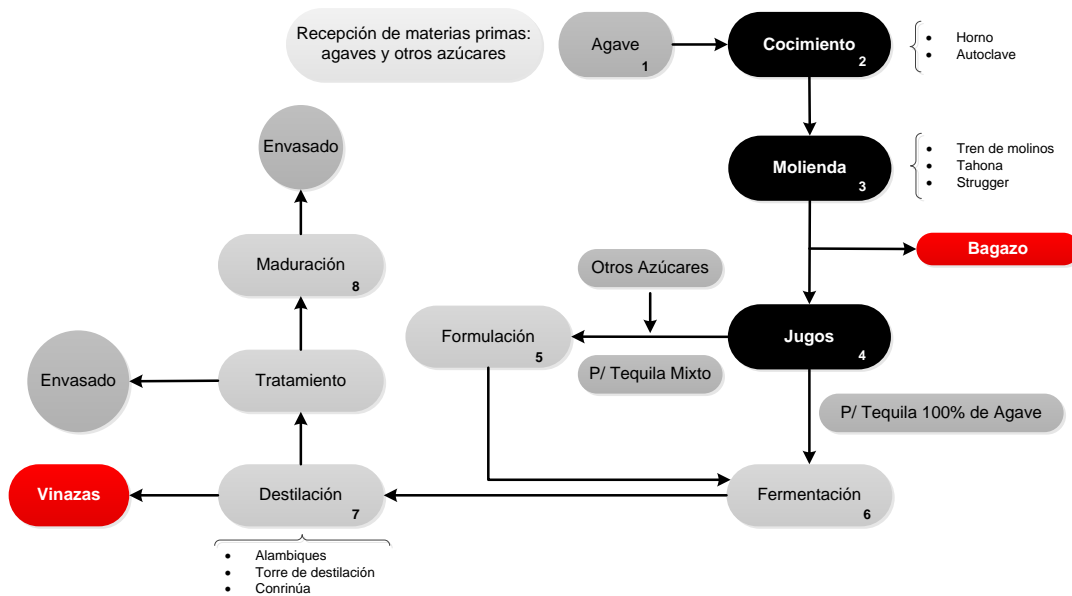 Recepción de materias primas:
agaves y otros azúcares
Agave
1
Cocimiento
2
• Horno
• Autoclave
Molienda
3
• Tren de molinos
• Tahona
• Strugger
Bagazo
Envasado
Maduración
8
Otros Azúcares
Formulación
5
Jugos
4
P/ Tequila Mixto
Envasado
Tratamiento
P/ Tequila 100% de Agave
Vinazas
Destilación
7
Fermentación
6
• Alambiques
• Torre de destilación
• Conrinúa